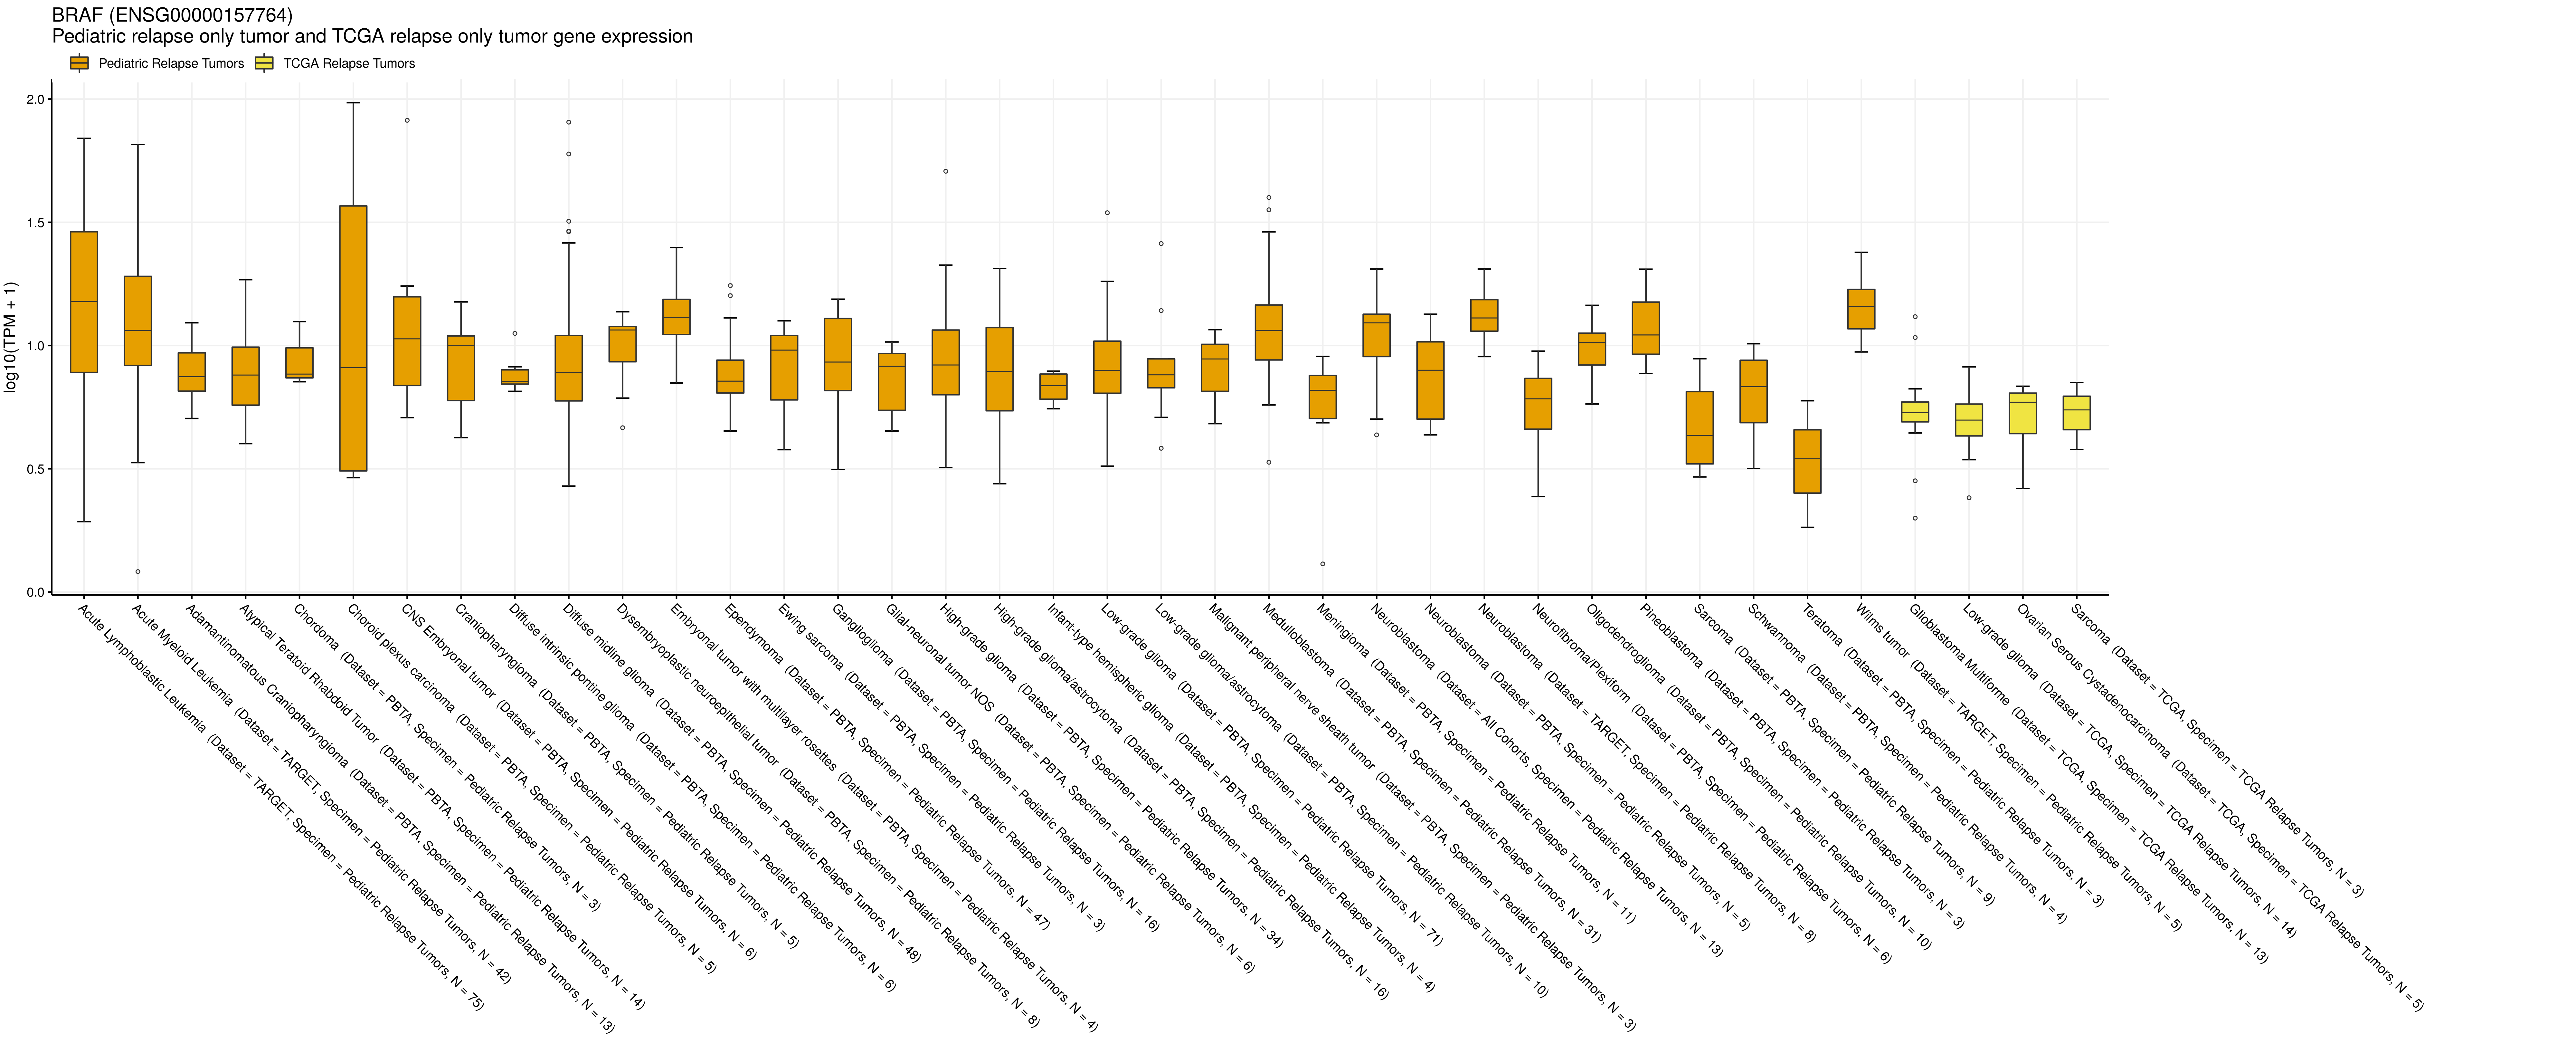 BRAF (ENSG00000157764)
Pediatric relapse only tumor and TCGA relapse only tumor gene expression
Pediatric Relapse Tumors
TCGA Relapse Tumors
log10(TPM + 1)
2.0
1.5
1.0
0.5
0.0
Acute Lymphoblastic Leukemia (Dataset = TARGET, Specimen = Pediatric Relapse Tumors, N = 75)
Acute Myeloid Leukemia (Dataset = TARGET, Specimen = Pediatric Relapse Tumors, N = 42)
Adamantinomatous Craniopharyngioma (Dataset = PBTA, Specimen = Pediatric Relapse Tumors, N = 13)
Atypical Teratoid Rhabdoid Tumor (Dataset = PBTA, Specimen = Pediatric Relapse Tumors, N = 14)
Chordoma (Dataset = PBTA, Specimen = Pediatric Relapse Tumors, N = 3)
Choroid plexus carcinoma (Dataset = PBTA, Specimen = Pediatric Relapse Tumors, N = 5)
CNS Embryonal tumor (Dataset = PBTA, Specimen = Pediatric Relapse Tumors, N = 6)
Craniopharyngioma (Dataset = PBTA, Specimen = Pediatric Relapse Tumors, N = 5)
Diffuse intrinsic pontine glioma (Dataset = PBTA, Specimen = Pediatric Relapse Tumors, N = 6)
Diffuse midline glioma (Dataset = PBTA, Specimen = Pediatric Relapse Tumors, N = 48)
Dysembryoplastic neuroepithelial tumor (Dataset = PBTA, Specimen = Pediatric Relapse Tumors, N = 8)
Embryonal tumor with multilayer rosettes (Dataset = PBTA, Specimen = Pediatric Relapse Tumors, N = 4)
Ependymoma (Dataset = PBTA, Specimen = Pediatric Relapse Tumors, N = 47)
Ewing sarcoma (Dataset = PBTA, Specimen = Pediatric Relapse Tumors, N = 3)
Ganglioglioma (Dataset = PBTA, Specimen = Pediatric Relapse Tumors, N = 16)
Glial-neuronal tumor NOS (Dataset = PBTA, Specimen = Pediatric Relapse Tumors, N = 6)
High-grade glioma (Dataset = PBTA, Specimen = Pediatric Relapse Tumors, N = 34)
High-grade glioma/astrocytoma (Dataset = PBTA, Specimen = Pediatric Relapse Tumors, N = 16)
Infant-type hemispheric glioma (Dataset = PBTA, Specimen = Pediatric Relapse Tumors, N = 4)
Low-grade glioma (Dataset = PBTA, Specimen = Pediatric Relapse Tumors, N = 71)
Low-grade glioma/astrocytoma (Dataset = PBTA, Specimen = Pediatric Relapse Tumors, N = 10)
Malignant peripheral nerve sheath tumor (Dataset = PBTA, Specimen = Pediatric Relapse Tumors, N = 3)
Medulloblastoma (Dataset = PBTA, Specimen = Pediatric Relapse Tumors, N = 31)
Meningioma (Dataset = PBTA, Specimen = Pediatric Relapse Tumors, N = 11)
Neuroblastoma (Dataset = All Cohorts, Specimen = Pediatric Relapse Tumors, N = 13)
Neuroblastoma (Dataset = PBTA, Specimen = Pediatric Relapse Tumors, N = 5)
Neuroblastoma (Dataset = TARGET, Specimen = Pediatric Relapse Tumors, N = 8)
Neurofibroma/Plexiform (Dataset = PBTA, Specimen = Pediatric Relapse Tumors, N = 6)
Oligodendroglioma (Dataset = PBTA, Specimen = Pediatric Relapse Tumors, N = 10)
Pineoblastoma (Dataset = PBTA, Specimen = Pediatric Relapse Tumors, N = 3)
Sarcoma (Dataset = PBTA, Specimen = Pediatric Relapse Tumors, N = 9)
Schwannoma (Dataset = PBTA, Specimen = Pediatric Relapse Tumors, N = 4)
Teratoma (Dataset = PBTA, Specimen = Pediatric Relapse Tumors, N = 3)
Wilms tumor (Dataset = TARGET, Specimen = Pediatric Relapse Tumors, N = 5)
Glioblastoma Multiforme (Dataset = TCGA, Specimen = TCGA Relapse Tumors, N = 13)
Low-grade glioma (Dataset = TCGA, Specimen = TCGA Relapse Tumors, N = 14)
Ovarian Serous Cystadenocarcinoma (Dataset = TCGA, Specimen = TCGA Relapse Tumors, N = 5)
Sarcoma (Dataset = TCGA, Specimen = TCGA Relapse Tumors, N = 3)